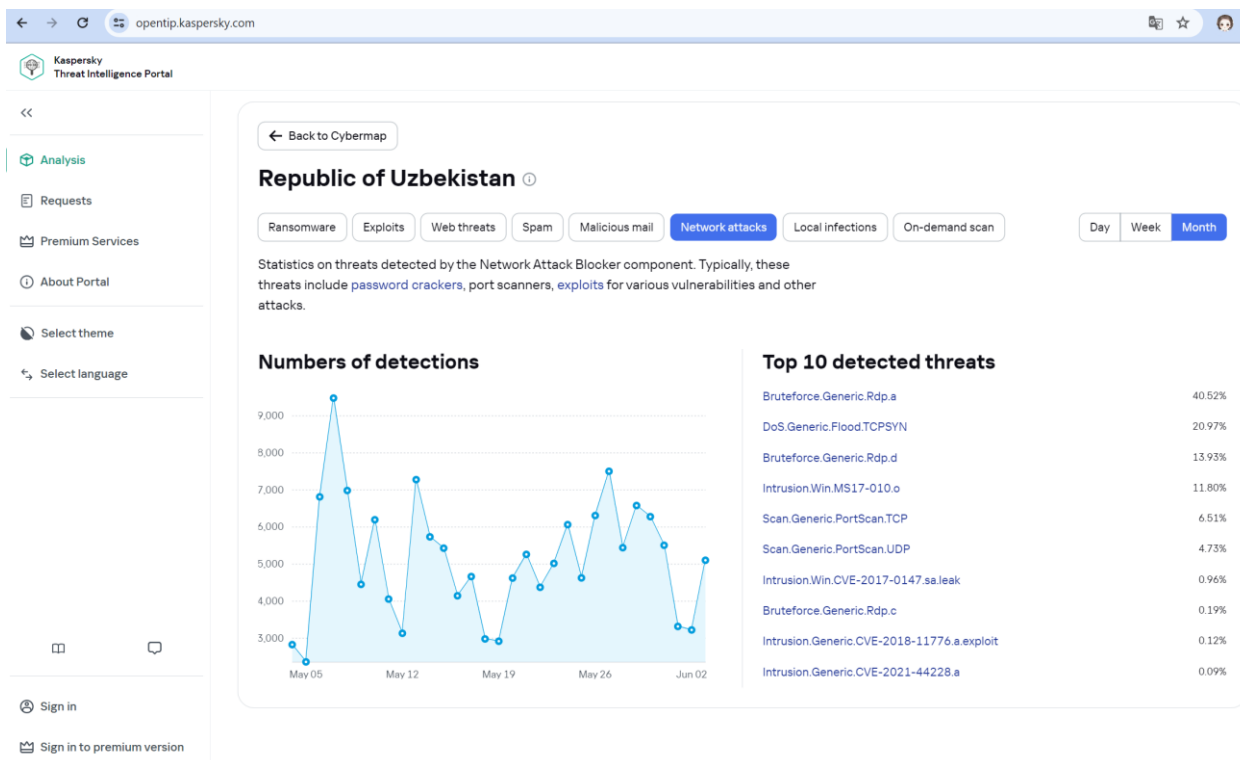 opentip.kaspersky.com
Kaspersky
Threat Intelligence Portal
Analysis
Requests
Premium Services
About Portal
Select theme
Select language
Sign in
Sign in to premium version
Back to Cybermap
Republic of Uzbekistan
Ransomware Exploits Web threats Spam Malicious mail Network attacks Local infections On-demand scan Day Week Month
Statistics on threats detected by the Network Attack Blocker component. Typically, these
threats include password crackers, port scanners, exploits for various vulnerabilities and other
attacks.
Numbers of detections
9,000
8,000
7,000
6,000
5,000
4,000
3,000
May 05 May 12 May 19 May 26 Jun 02
Top 10 detected threats
Bruteforce.Generic.Rdp.a 40.52%
DoS.Generic.Flood.TCPSYN 20.97%
Bruteforce.Generic.Rdp.d 13.93%
Intrusion.Win.MS17-010.o 11.80%
Scan.Generic.PortScan.TCP 6.51%
Scan.Generic.PortScan.UDP 4.73%
Intrusion.Win.CVE-2017-0147.sa.leak 0.96%
Bruteforce.Generic.Rdp.c 0.19%
Intrusion.Generic.CVE-2018-11776.a.exploit 0.12%
Intrusion.Generic.CVE-2021-44228.a 0.09%